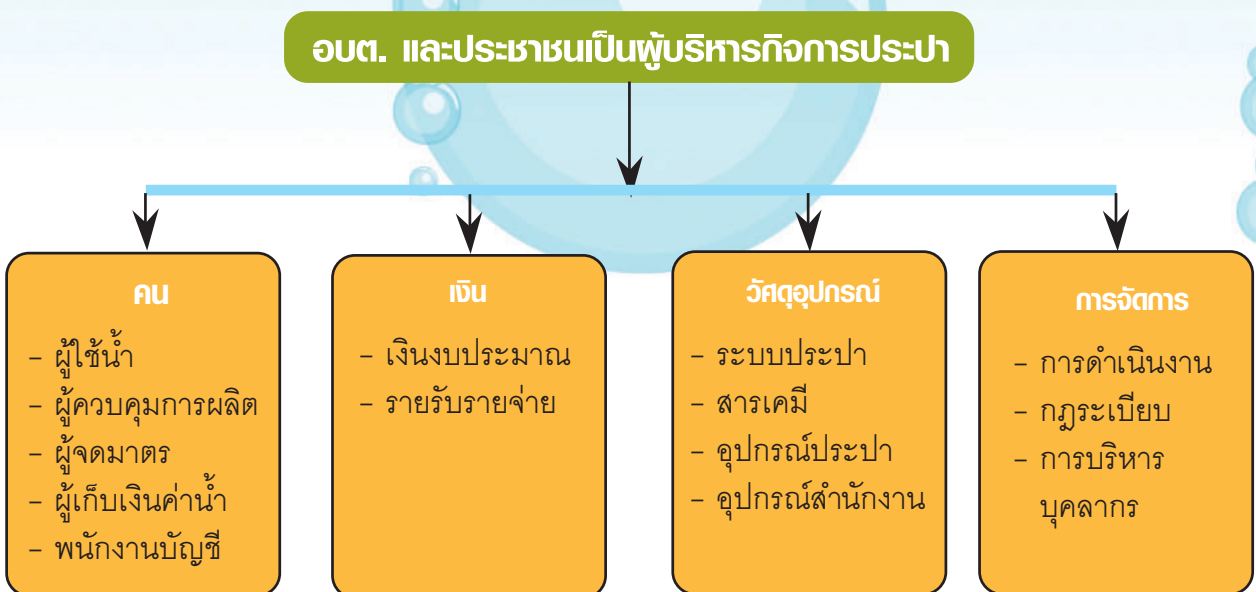 อบต. และประชาชนเป็นผู้บริหารกิจการประปา
คน
- ผู้ใช้น้ำ
- ผู้ควบคุมการผลิต
- ผู้จดมาตร
- ผู้เก็บเงินค่าน้ำ
- พนักงานบัญชี
เงิน
- เงินงบประมาณ
- รายรับรายจ่าย
วัศดุอุปกรณ์
- ระบบประปา
- สารเคมี
- อุปกรณ์ประปา
- อุปกรณ์สำนักงาน
การจัดการ
- การดำเนินงาน
- กฎระเบียบ
- การบริหาร
บุคลากร